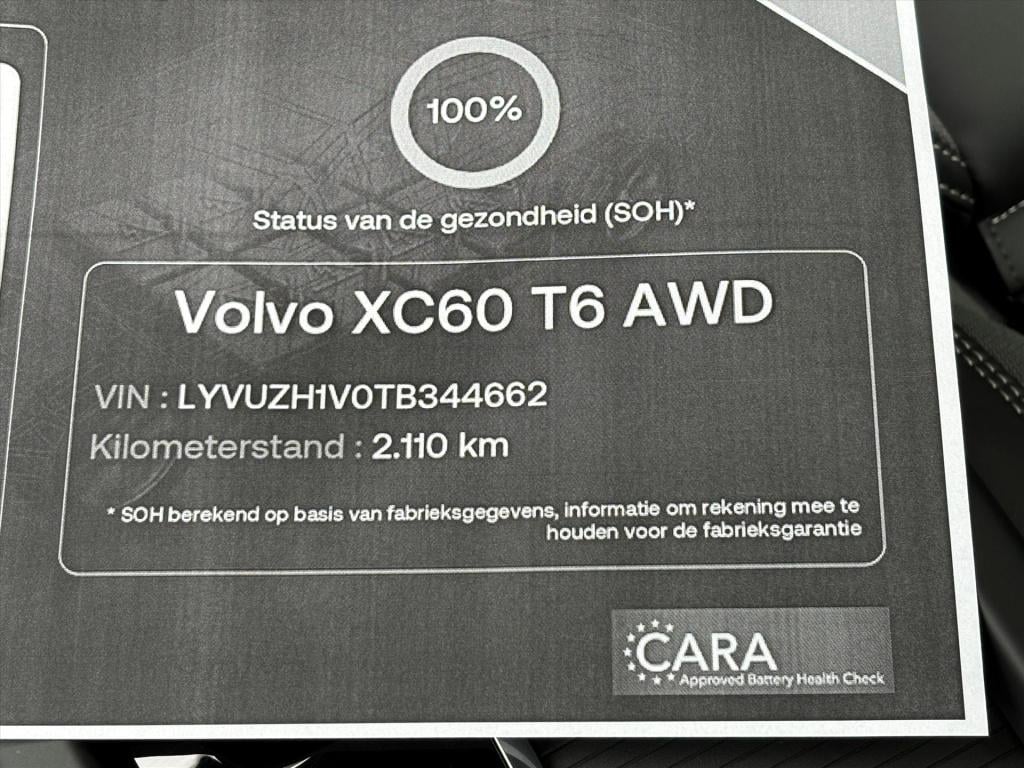 100%
Status van de gezondheid (SOH)*
Volvo XC60 T6 AWD
VIN : LYVUZH1V0TB344662
Kilometerstand : 2.110 km
* SOH berekend op basis van fabrieksgegevens, informatie om rekening mee te
houden voor de fabrieksgarantie
CARA
Approved Battery Health Check